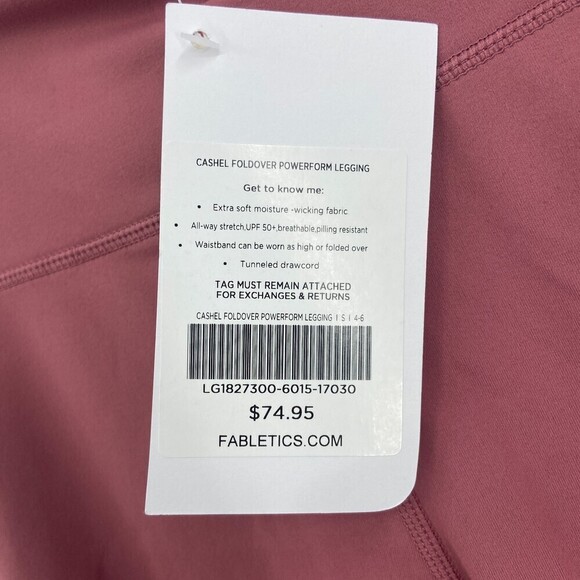 CASHEL FOLDOVER POWERFORM LEGGING
Get to know me:
• Extra soft moisture -wicking fabric
• All-way stretch,UPF 50+,breathable,pilling resistant
• Waistband can be worn as high or folded over
• Tunneled drawcord
TAG MUST REMAIN ATTACHED
FOR EXCHANGES & RETURNS
CASHEL FOLDOVER POWERFORM LEGGING | S | 4-6
LG1827300-6015-17030
$74.95
FABLETICS.COM